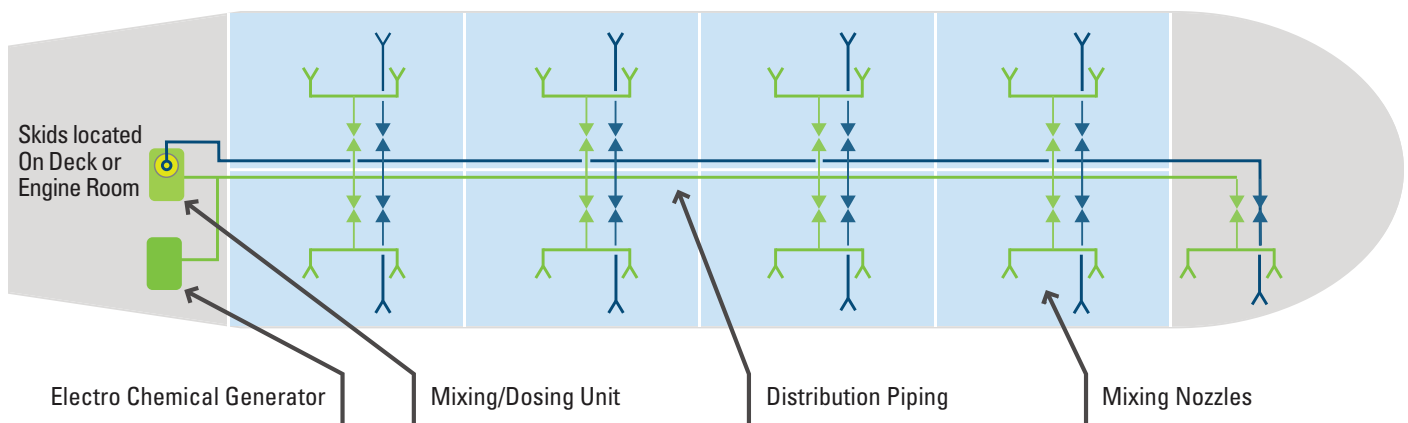 Skids located
On Deck or
Engine Room
Electro Chemical Generator
Mixing/Dosing Unit
Distribution Piping
Mixing Nozzles